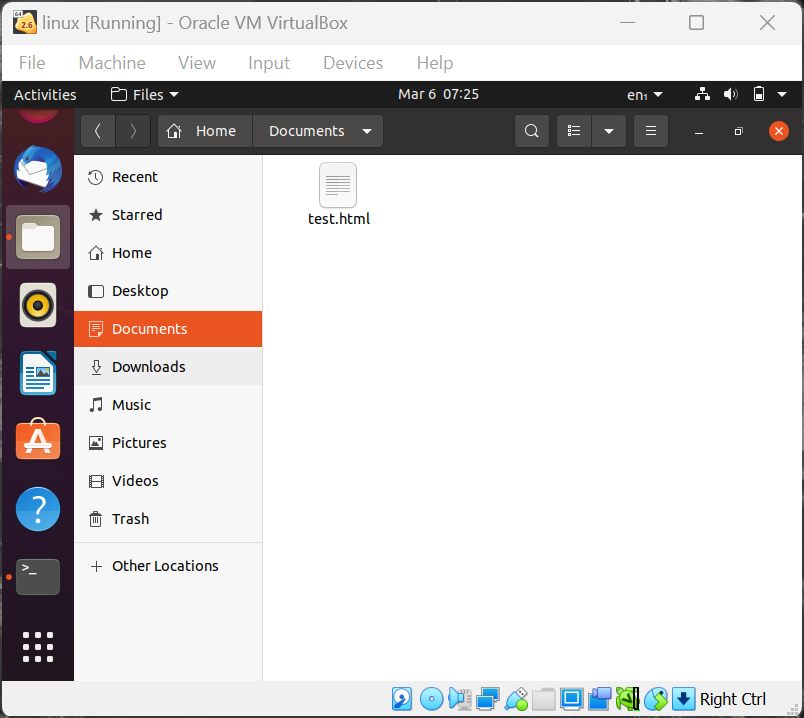 linux [Running] - Oracle VM VirtualBox
File Machine View Input Devices Help
Activities Files Mar 6 07:25 en₁
Home Documents
Recent
Starred
Home
Desktop
Documents
Downloads
Music
Pictures
Videos
Trash
Other Locations
test.html
>_
?
Right Ctrl